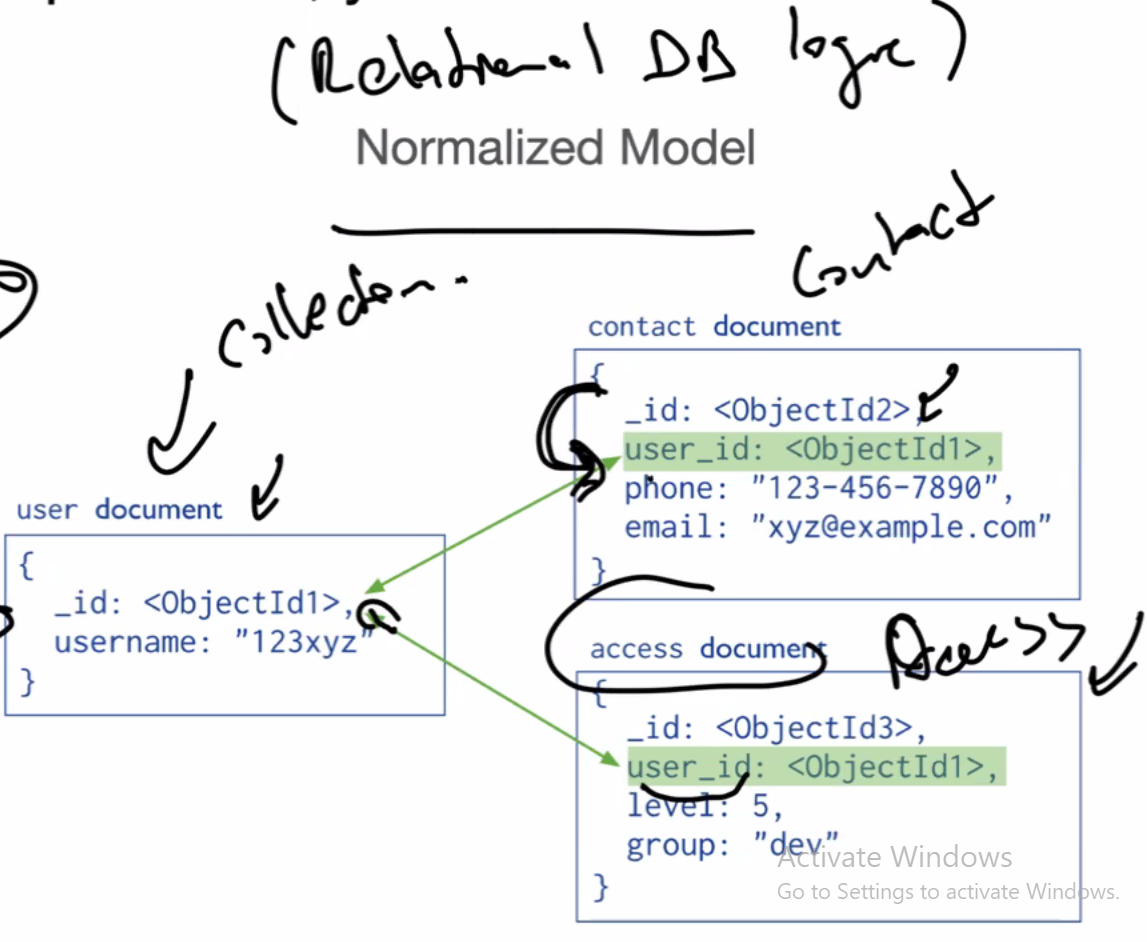 (Relational DB logic)
Normalized Model
Collection..
Contact
contact document
{
_id: <ObjectId2>,
user_id: <ObjectId1>,
phone: "123-456-7890",
email: "xyz@example.com"
}
user document
{
_id: <ObjectId1>,
username: "123xyz"
}
access document
Access
{
_id: <ObjectId3>,
user_id: <ObjectId1>,
level: 5,
group: "dev"
}
Activate Windows
Go to Settings to activate Windows.